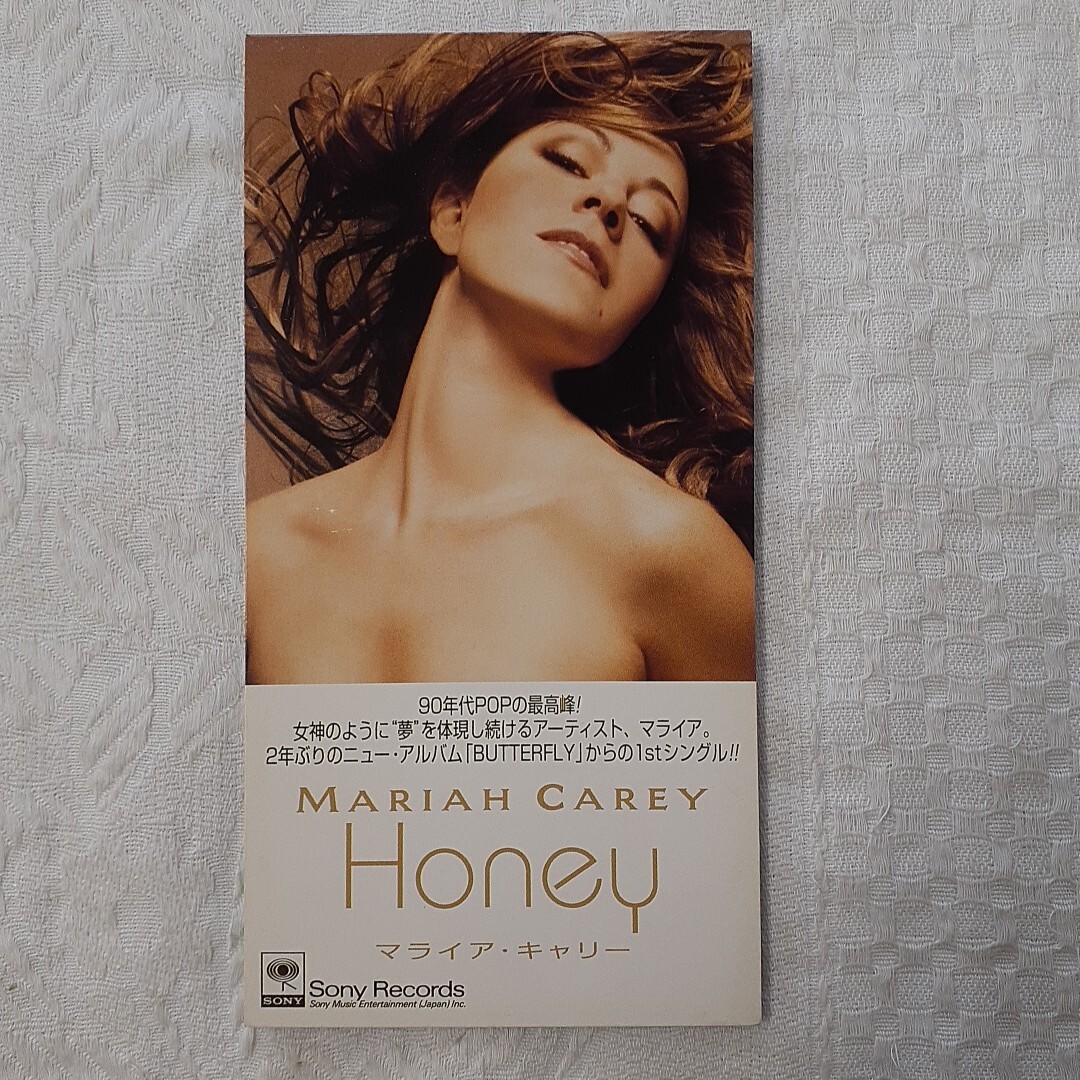 90年代POPの最高峰!
女神のように“夢”を体現し続けるアーティスト、マライア。
2年ぶりのニュー・アルバム「BUTTERFLY」からの1stシングル!!
MARIAH CAREY
Honey
マライア・キャリー
SONY
Sony Records
Sony Music Entertainment (Japan) Inc.